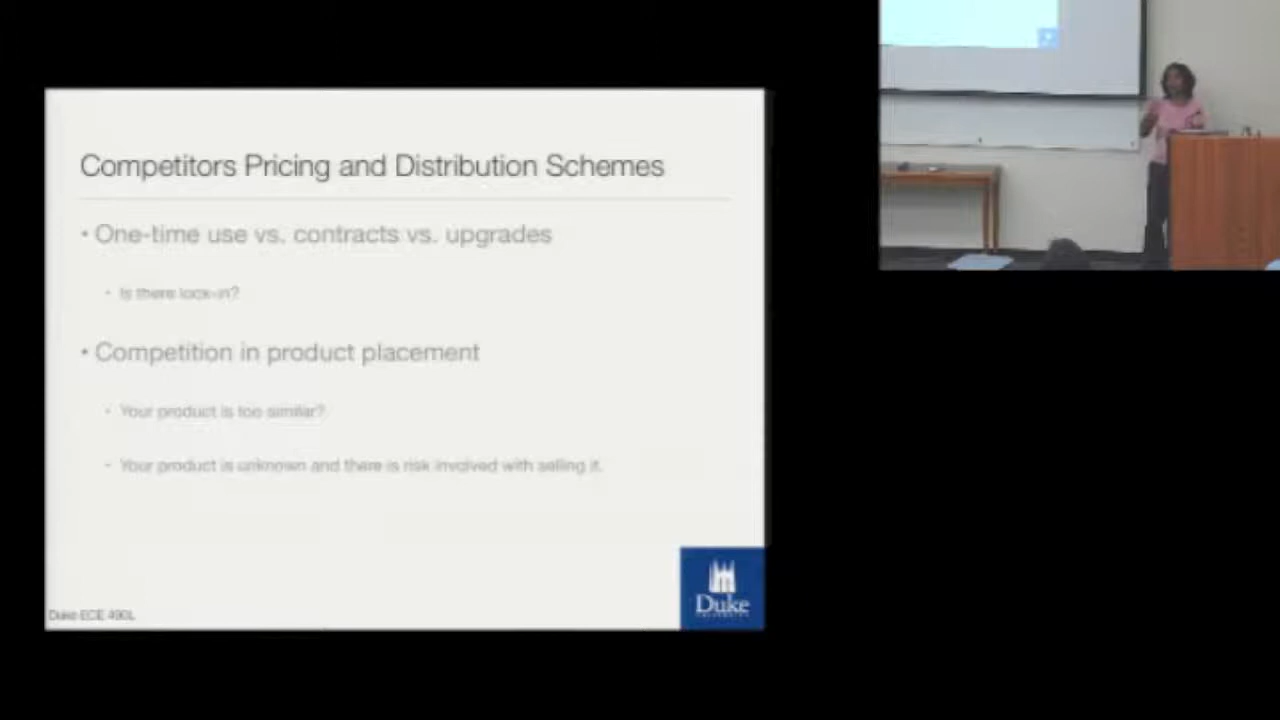 Competitors Pricing and Distribution Schemes
• One-time use vs. contracts vs. upgrades
• Is there lock-in?
• Competition in product placement
• Your product is too similar?
• Your product is unknown and there is risk involved with selling it.
Duke
UNIVERSITY
Duke ECE 490L